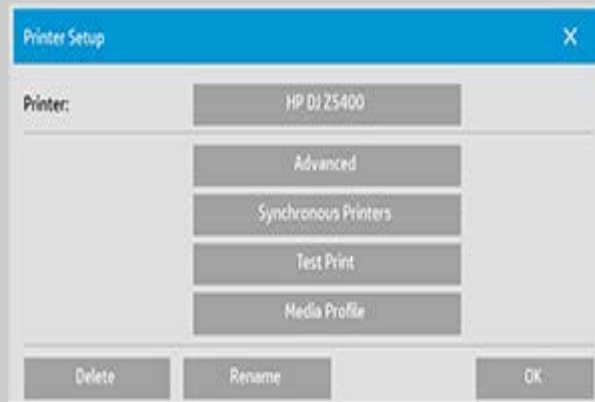 Printer Setup X
Printer: HP DJ Z5400
Advanced
Synchronous Printers
Test Print
Media Profile
Delete Rename OK